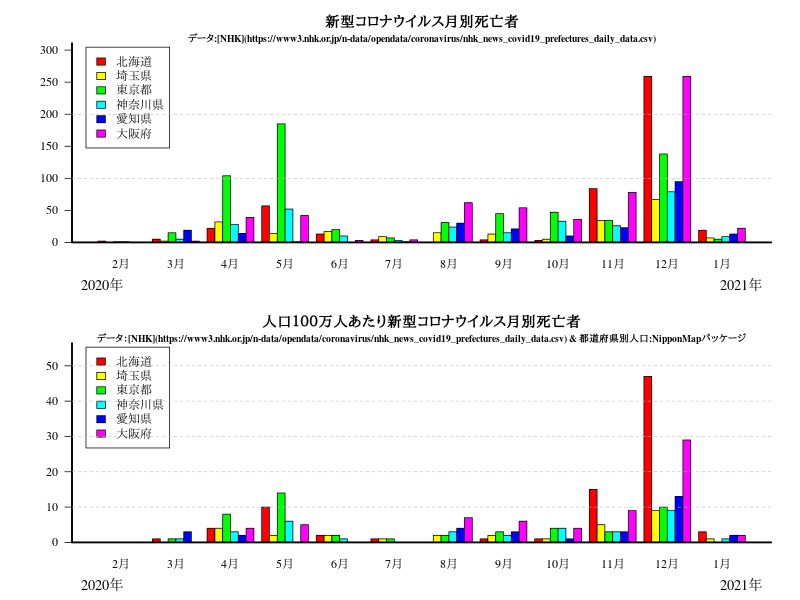 新型コロナウイルス月別死亡者
データ:[NHK](https://www3.nhk.or.jp/n-data/opendata/coronavirus/nhk_news_covid19_prefectures_daily_data.csv)
300
250
200
150
100
50
0
北海道
埼玉県
東京都
神奈川県
愛知県
大阪府
2月 3月 4月 5月 6月 7月 8月 9月 10月 11月 12月 1月
2020年 2021年
人口100万人あたり新型コロナウイルス月別死亡者
データ:[NHK](https://www3.nhk.or.jp/n-data/opendata/coronavirus/nhk_news_covid19_prefectures_daily_data.csv) & 都道府県別人口:NipponMapパッケージ
50
40
30
20
10
0
北海道
埼玉県
東京都
神奈川県
愛知県
大阪府
2月 3月 4月 5月 6月 7月 8月 9月 10月 11月 12月 1月
2020年 2021年